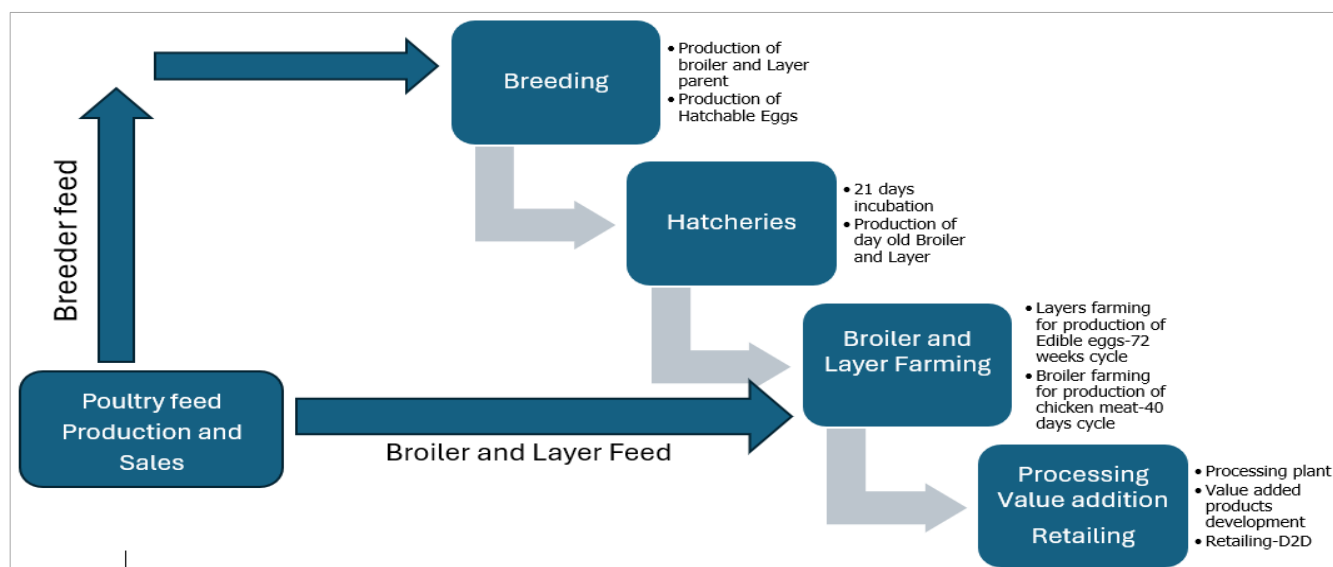 Breeding
• Production of
broiler and Layer
parent
• Production of
Hatchable Eggs
Breeder feed
Hatcheries
• 21 days
incubation
• Production of
day old Broiler
and Layer
Broiler and
Layer Farming
• Layers farming
for production of
Edible eggs-72
weeks cycle
• Broiler farming
for production of
chicken meat-40
days cycle
Poultry feed
Production and
Sales
Broiler and Layer Feed
Processing
Value addition
Retailing
• Processing plant
• Value added
products
development
• Retailing-D2D